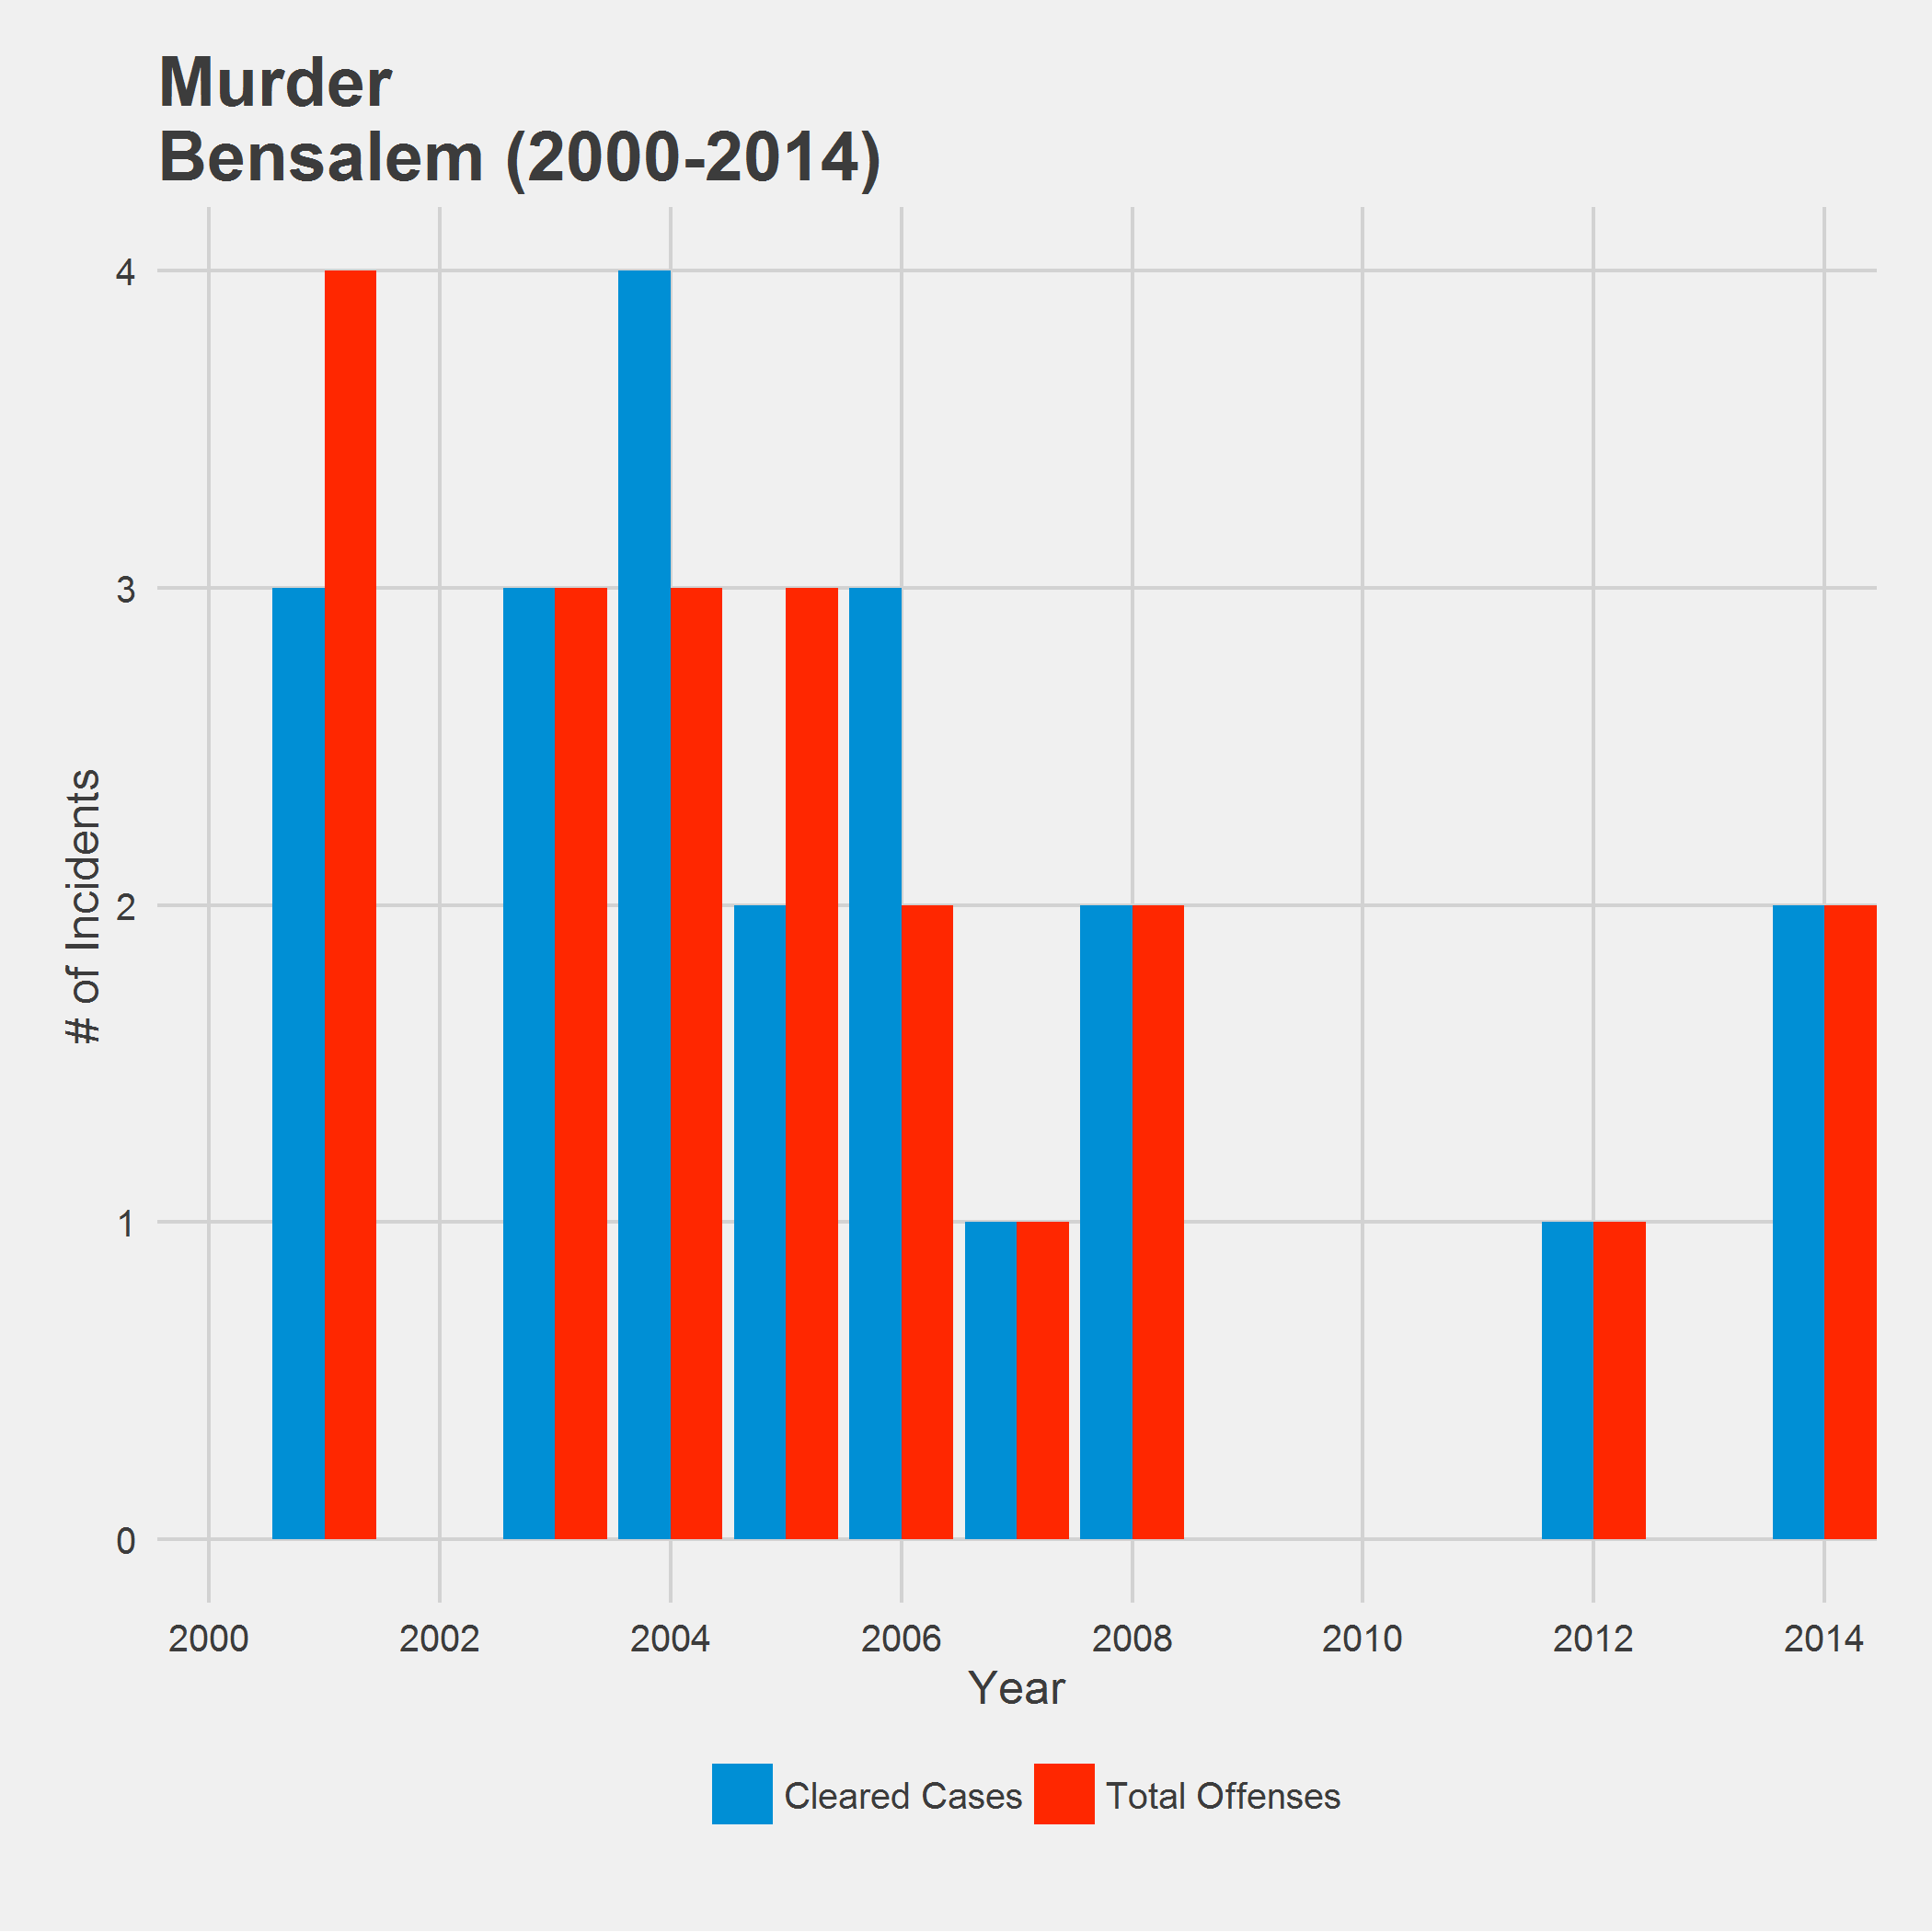 Murder
Bensalem (2000-2014)
4
3
2
1
0
# of Incidents
2000 2002 2004 2006 2008 2010 2012 2014
Year
Cleared Cases Total Offenses